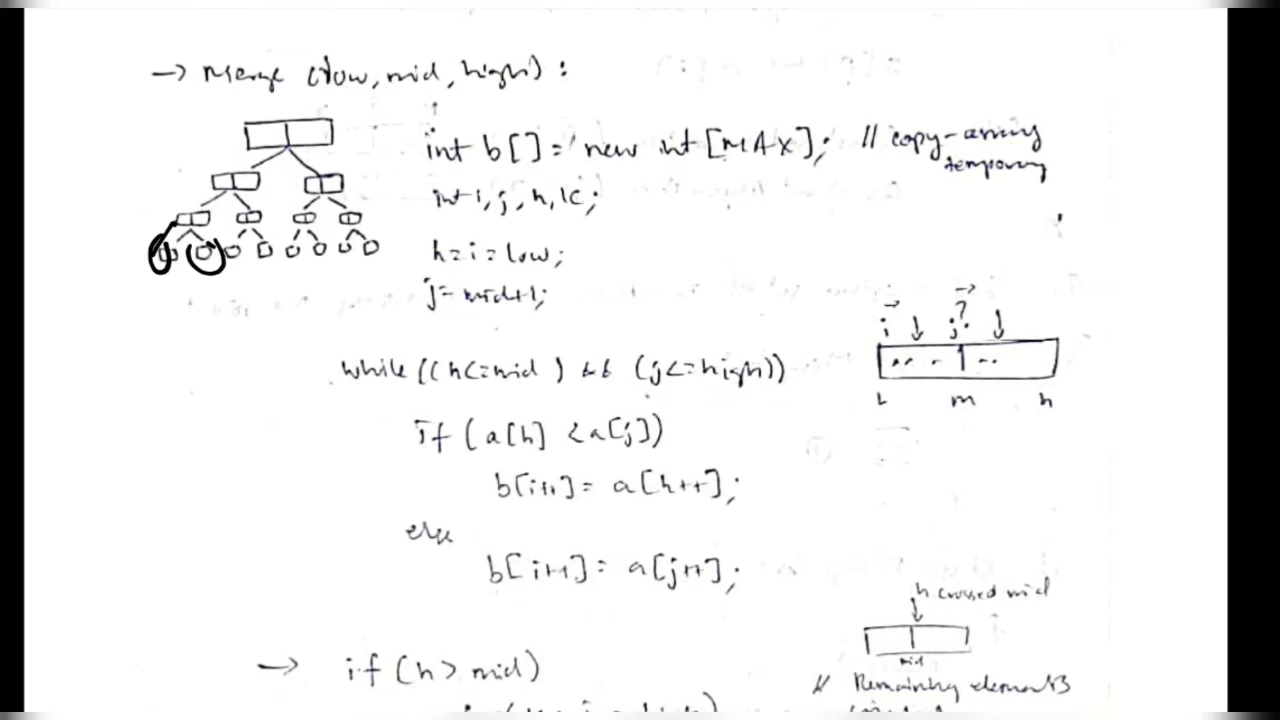 → Merge (low, mid, high) :
int b[] = new int [MAX]; // copy-array
temporary
int i, j, h, k;
h = i = low;
j = mid+1;
i j ?
while ((h<=mid) && (j<=high))
L m h
if (a[h] < a[j])
b[i++] = a[h++];
else
b[i++] = a[j++];
h crossed mid
mid
→ if (h > mid)
// Remaining elements